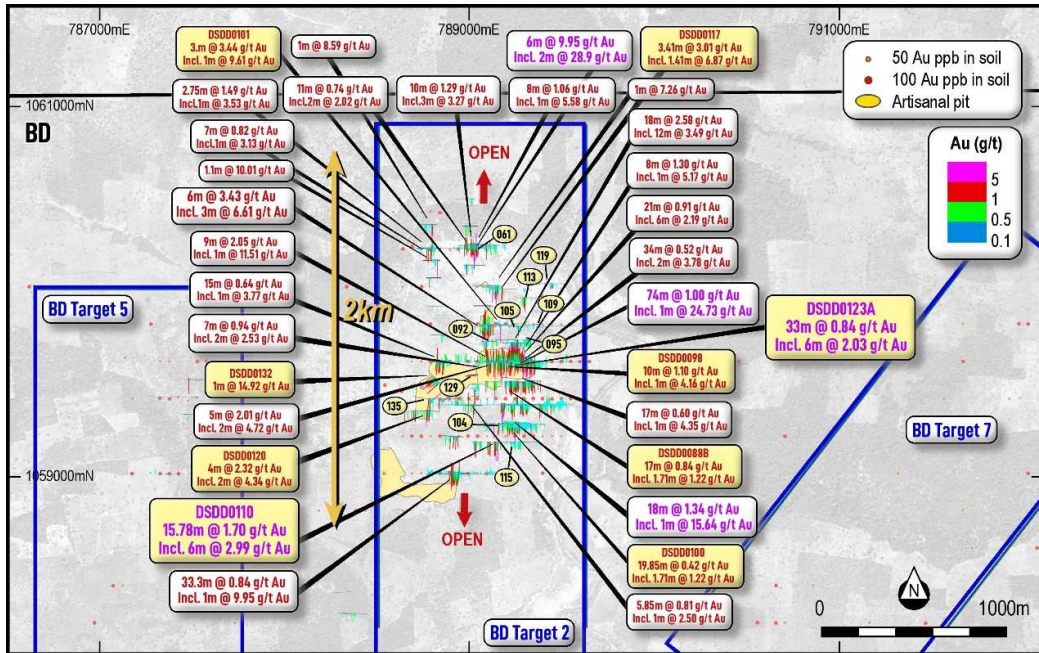 787000mE
789000mE
791000mE
1061000mN
1059000mN
BD
DSDD0101
3.m @ 3.44 g/t Au
Incl. 1m @ 9.61 g/t Au
1m @ 8.59 g/t Au
6m @ 9.95 g/t Au
Incl. 2m @ 28.9 g/t Au
DSDD0117
3.41m @ 3.01 g/t Au
Incl. 1.41m @ 6.87 g/t Au
2.75m @ 1.49 g/t Au
Incl.1m @ 3.53 g/t Au
11m @ 0.74 g/t Au
Incl.2m @ 2.02 g/t Au
10m @ 1.29 g/t Au
Incl.3m @ 3.27 g/t Au
8m @ 1.06 g/t Au
Incl. 1m @ 5.58 g/t Au
1m @ 7.26 g/t Au
7m @ 0.82 g/t Au
Incl.1m @ 3.13 g/t Au
1.1m @ 10.01 g/t Au
6m @ 3.43 g/t Au
Incl. 3m @ 6.61 g/t Au
9m @ 2.05 g/t Au
Incl. 1m @ 11.51 g/t Au
15m @ 0.64 g/t Au
Incl. 1m @ 3.77 g/t Au
7m @ 0.94 g/t Au
Incl. 2m @ 2.53 g/t Au
DSDD0132
1m @ 14.92 g/t Au
5m @ 2.01 g/t Au
Incl. 2m @ 4.72 g/t Au
DSDD0120
4m @ 2.32 g/t Au
Incl. 2m @ 4.34 g/t Au
DSDD0110
15.78m @ 1.70 g/t Au
Incl. 6m @ 2.99 g/t Au
33.3m @ 0.84 g/t Au
Incl. 1m @ 9.95 g/t Au
18m @ 2.58 g/t Au
Incl. 12m @ 3.49 g/t Au
8m @ 1.30 g/t Au
Incl. 1m @ 5.17 g/t Au
21m @ 0.91 g/t Au
Incl. 6m @ 2.19 g/t Au
34m @ 0.52 g/t Au
Incl. 2m @ 3.78 g/t Au
74m @ 1.00 g/t Au
Incl. 1m @ 24.73 g/t Au
DSDD0123A
33m @ 0.84 g/t Au
Incl. 6m @ 2.03 g/t Au
DSDD0098
10m @ 1.10 g/t Au
Incl. 1m @ 4.16 g/t Au
17m @ 0.60 g/t Au
Incl. 1m @ 4.35 g/t Au
DSDD0088B
17m @ 0.84 g/t Au
Incl. 1.71m @ 1.22 g/t Au
18m @ 1.34 g/t Au
Incl. 1m @ 15.64 g/t Au
DSDD0100
19.85m @ 0.42 g/t Au
Incl. 1.71m @ 1.22 g/t Au
5.85m @ 0.81 g/t Au
Incl. 1m @ 2.50 g/t Au
OPEN
061
119
113
105
109
092
095
129
135
104
115
OPEN
2km
BD Target 5
BD Target 2
BD Target 7
50 Au ppb in soil
100 Au ppb in soil
Artisanal pit
Au (g/t)
5
1
0.5
0.1
N
0
1000m